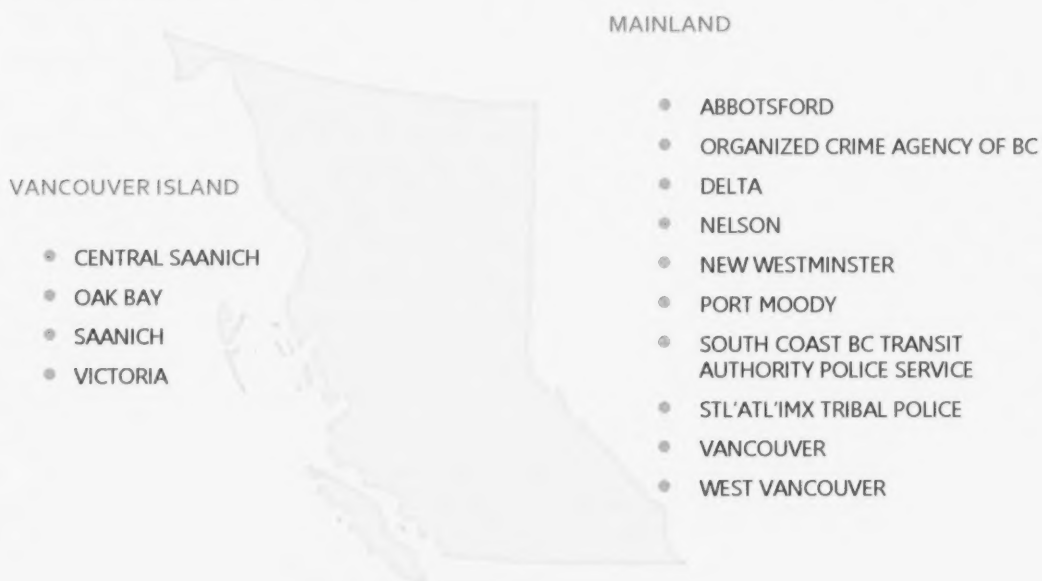 MAINLAND
ABBOTSFORD
ORGANIZED CRIME AGENCY OF BC
DELTA
NELSON
NEW WESTMINSTER
PORT MOODY
SOUTH COAST BC TRANSIT
AUTHORITY POLICE SERVICE
STL'ATL'IMX TRIBAL POLICE
VANCOUVER
WEST VANCOUVER
VANCOUVER ISLAND
CENTRAL SAANICH
OAK BAY
SAANICH
VICTORIA